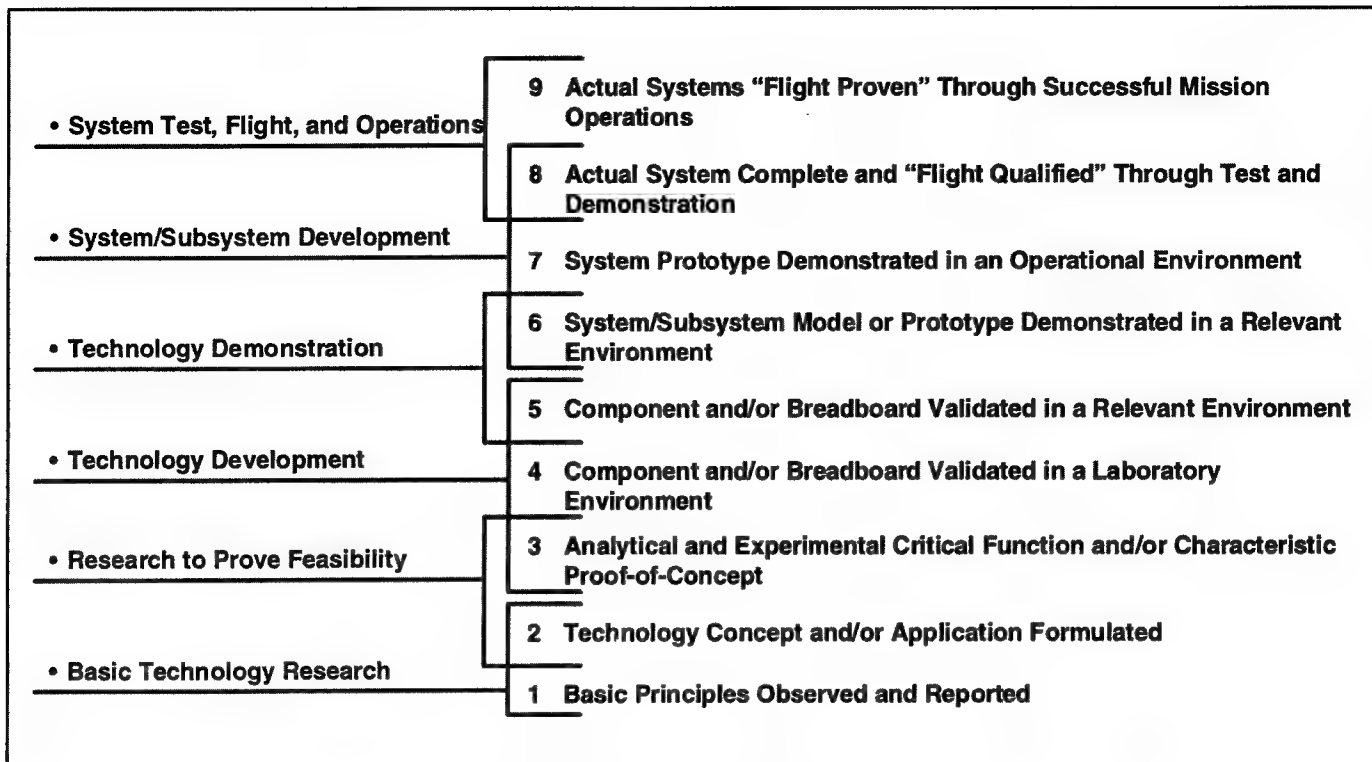 9 Actual Systems “Flight Proven” Through Successful Mission
Operations
• System Test, Flight, and Operations
8 Actual System Complete and “Flight Qualified” Through Test and
Demonstration
• System/Subsystem Development
7 System Prototype Demonstrated in an Operational Environment
6 System/Subsystem Model or Prototype Demonstrated in a Relevant
Environment
• Technology Demonstration
5 Component and/or Breadboard Validated in a Relevant Environment
• Technology Development
4 Component and/or Breadboard Validated in a Laboratory
Environment
3 Analytical and Experimental Critical Function and/or Characteristic
Proof-of-Concept
• Research to Prove Feasibility
2 Technology Concept and/or Application Formulated
• Basic Technology Research
1 Basic Principles Observed and Reported